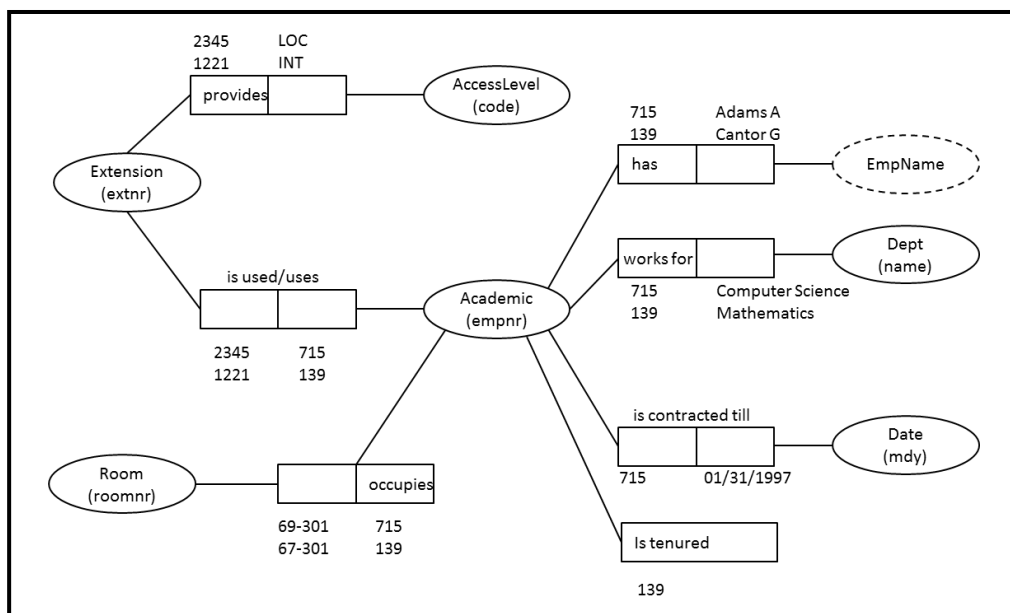 2345 LOC
1221 INT
provides
AccessLevel
(code)
715 Adams A
139 Cantor G
has
EmpName
Extension
(extnr)
works for
Dept
(name)
715 Computer Science
139 Mathematics
is used/uses
Academic
(empnr)
2345 715
1221 139
is contracted till
Date
(mdy)
715 01/31/1997
Room
(roomnr)
occupies
69-301 715
67-301 139
Is tenured
139